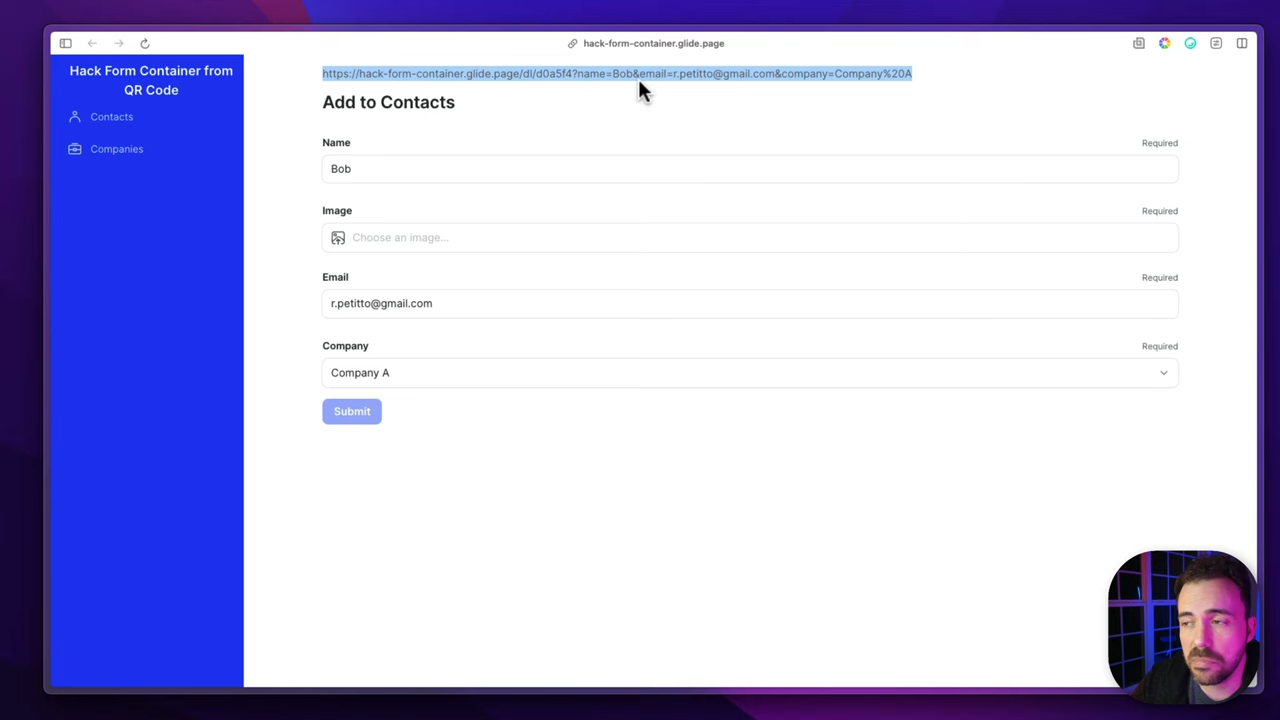 hack-form-container.glide.page
Hack Form Container from
QR Code
Contacts
Companies
https://hack-form-container.glide.page/dl/d0a5f4?name=Bob&email=r.petitto@gmail.com&company=Company%20A
Add to Contacts
Name Required
Bob
Image Required
Choose an image...
Email Required
r.petitto@gmail.com
Company Required
Company A
Submit